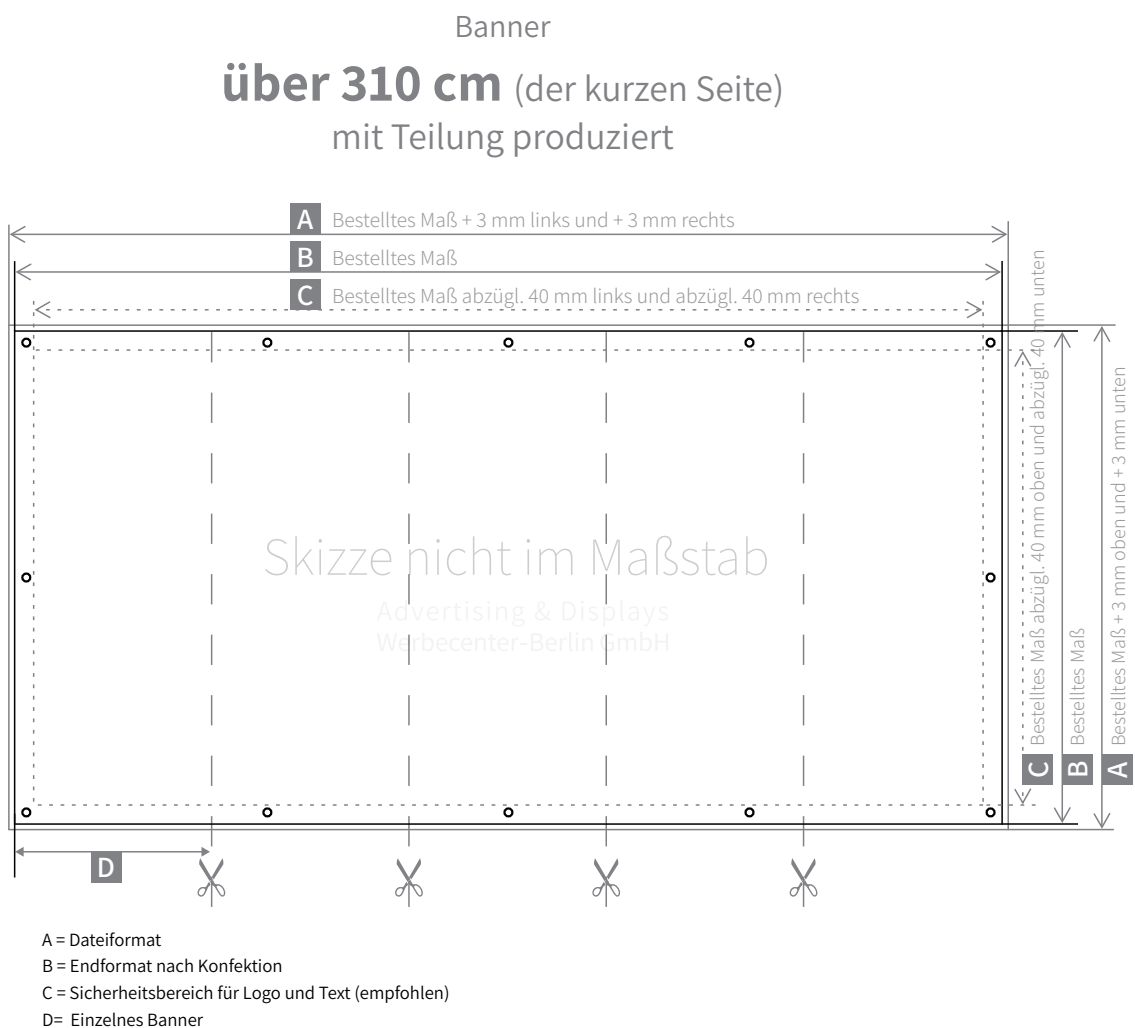 Banner
über 310 cm (der kurzen Seite)
mit Teilung produziert
A Bestelltes Maß + 3 mm links und + 3 mm rechts
B Bestelltes Maß
C Bestelltes Maß abzügl. 40 mm links und abzügl. 40 mm rechts
C Bestelltes Maß abzügl. 40 mm oben und abzügl. 40 mm unten
B Bestelltes Maß
A Bestelltes Maß + 3 mm oben und + 3 mm unten
Skizze nicht im Maßstab
Advertising & Displays
Werbecenter-Berlin GmbH
D
A = Dateiformat
B = Endformat nach Konfektion
C = Sicherheitsbereich für Logo und Text (empfohlen)
D= Einzelnes Banner